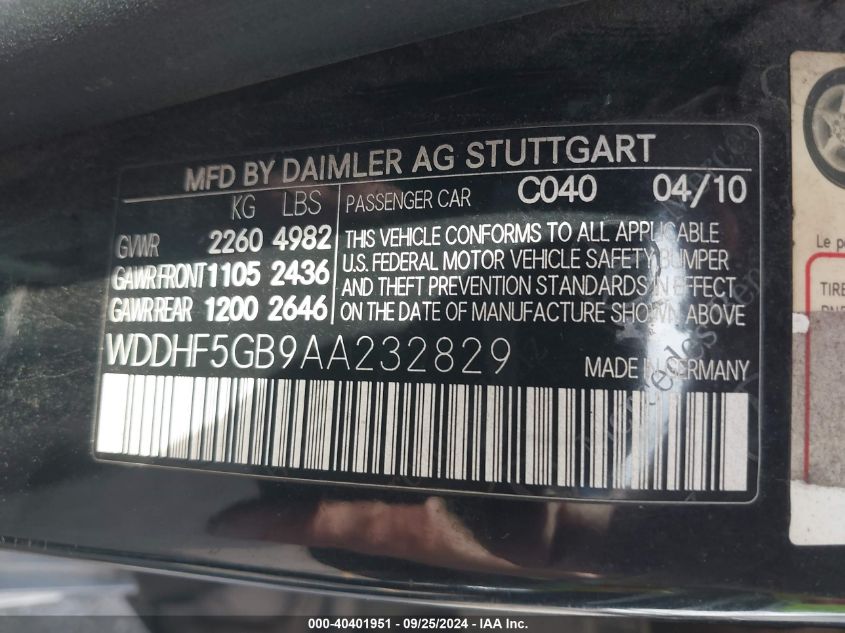 MFD BY DAIMLER AG STUTTGART
KG LBS
PASSENGER CAR C040 04/10
GVWR 2260 4982
GAWR FRONT 1105 2436
GAWR REAR 1200 2646
THIS VEHICLE CONFORMS TO ALL APPLICABLE
U.S. FEDERAL MOTOR VEHICLE SAFETY BUMPER
AND THEFT PREVENTION STANDARDS IN EFFECT
ON THE DATE OF MANUFACTURE SHOWN ABOVE
WDDHF5GB9AA232829
MADE IN GERMANY
Le p
TIRE
000-40401951 - 09/25/2024 - IAA Inc.